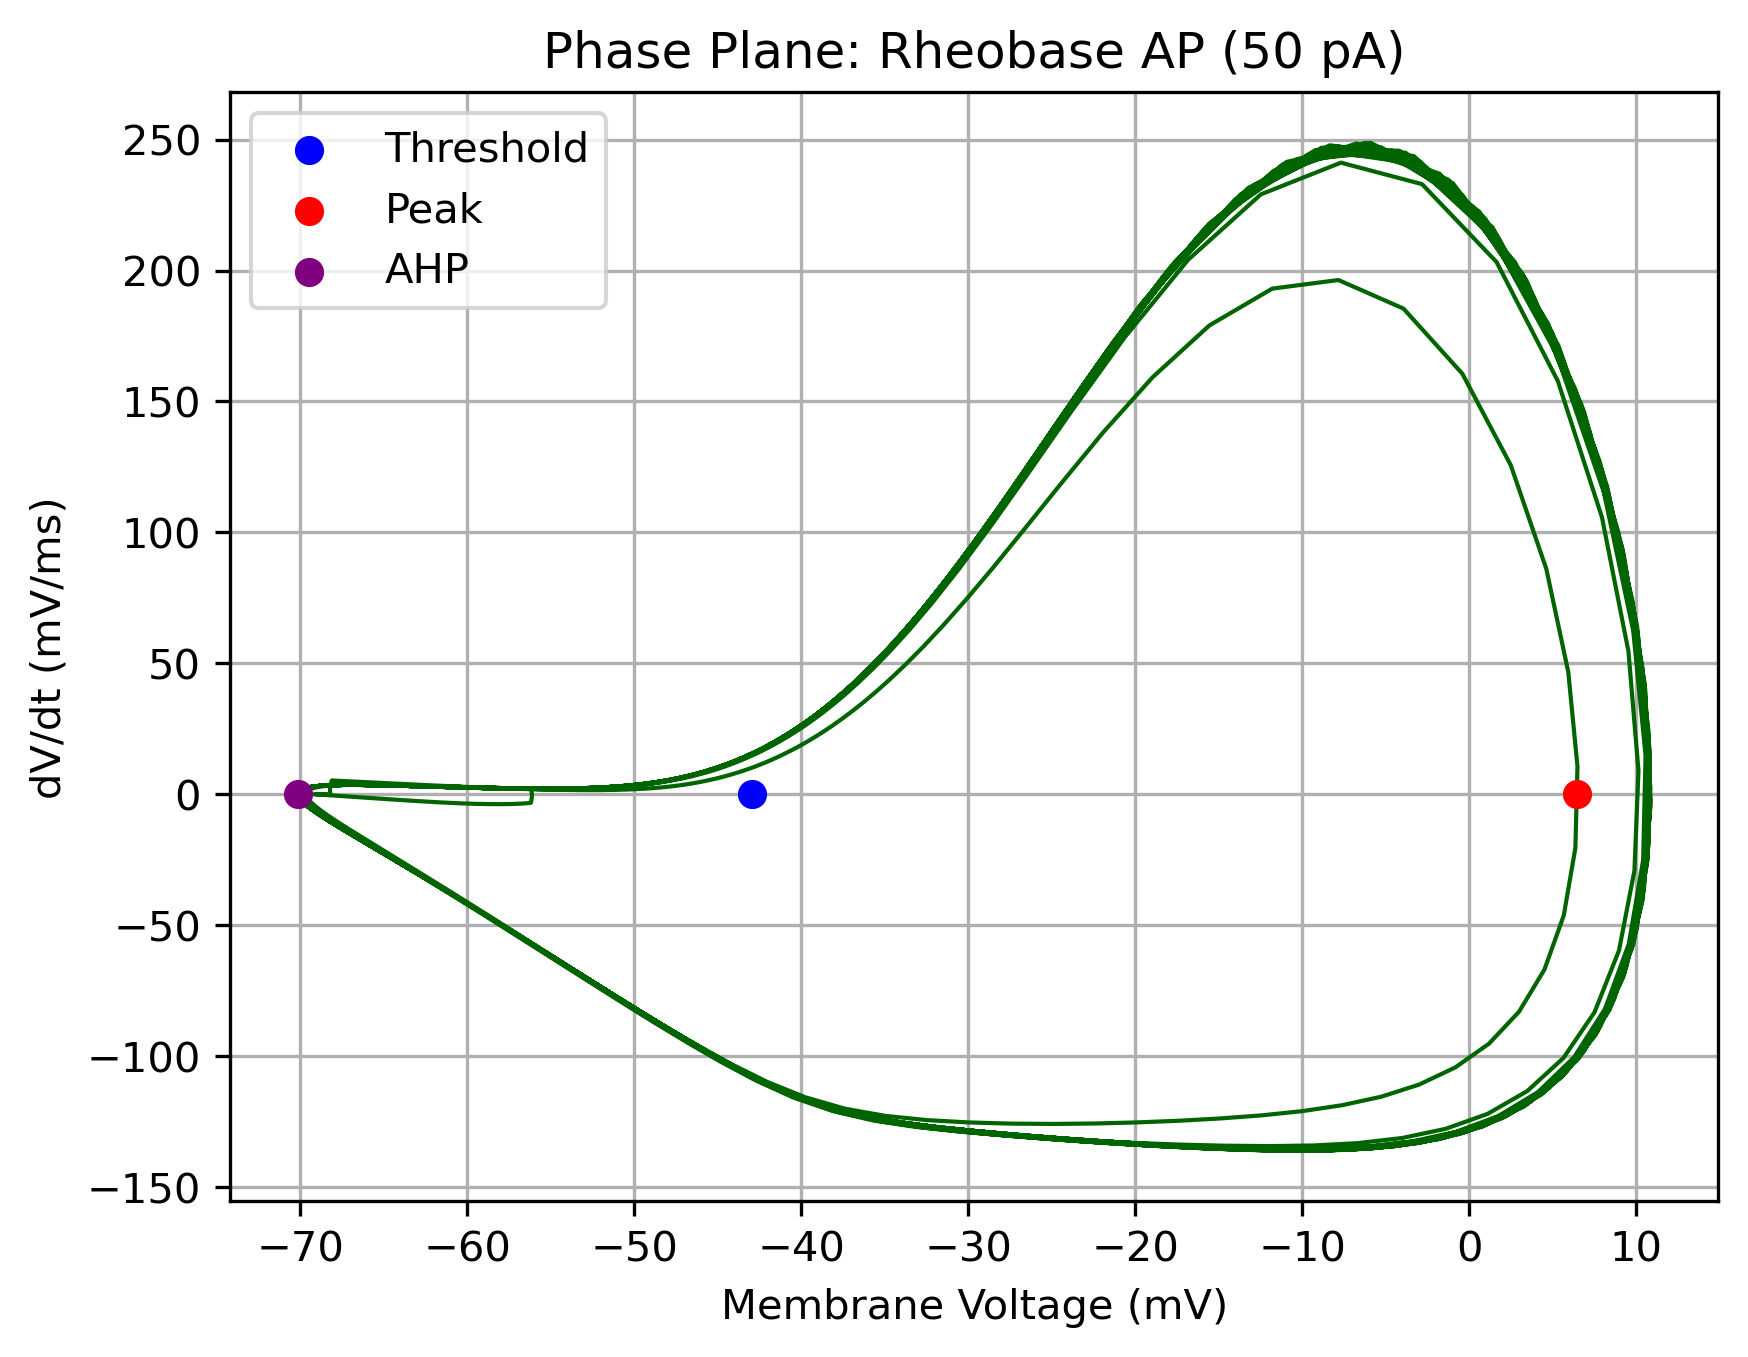 Phase Plane: Rheobase AP (50 pA)
Threshold
Peak
AHP
dV/dt (mV/ms)
250
200
150
100
50
0
−50
−100
−150
−70 −60 −50 −40 −30 −20 −10 0 10
Membrane Voltage (mV)